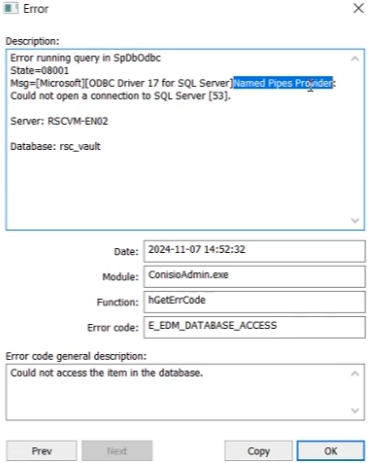 Error
Description:
Error running query in SpDbOdbc
State=08001
Msg=[Microsoft][ODBC Driver 17 for SQL Server]Named Pipes Provider:
Could not open a connection to SQL Server [53].
Server: RSCVM-EN02
Database: rsc_vault
Date: 2024-11-07 14:52:32
Module: ConisioAdmin.exe
Function: hGetErrCode
Error code: E_EDM_DATABASE_ACCESS
Error code general description:
Could not access the item in the database.
Prev Next Copy OK